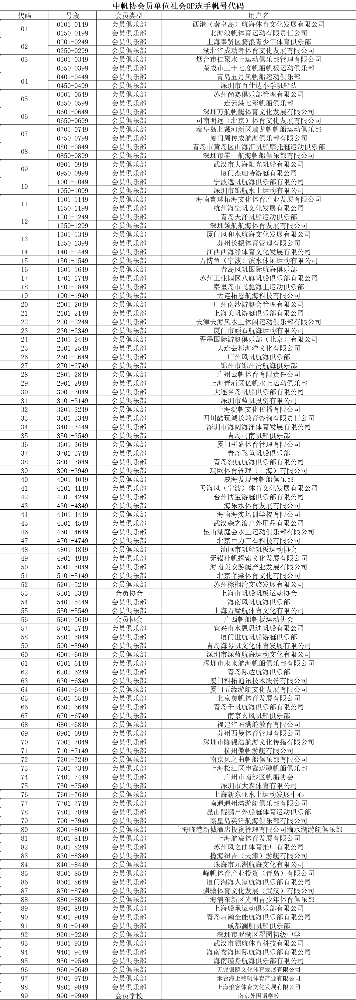 中帆协会员单位社会OP选手帆号代码
代码 号段 会员类型 用户名
01 0101-0149 会员俱乐部 西港（秦皇岛）航海体育文化发展有限公司
0150-0199 会员俱乐部 北海浪帆体育运动有限责任公司
02 0201-0249 会员俱乐部 上海奉贤区骑浪青少年体育俱乐部
0250-0299 会员俱乐部 湖北省成功者体育文化发展有限公司
03 0301-0349 会员俱乐部 烟台市仁聚水上运动俱乐部管理有限公司
0350-0399 会员俱乐部 荣成市三十七度帆船帆板运动俱乐部
04 0401-0449 会员俱乐部 青岛五月风帆船运动俱乐部
0450-0499 会员俱乐部 深圳市百仕达小学帆船队
05 0501-0549 会员俱乐部 苏州尚赛俱乐部管理有限公司
0550-0599 会员俱乐部 连云港七彩帆船俱乐部
06 0601-0649 会员俱乐部 深圳万航帆艇体育文化发展有限公司
0650-0699 会员俱乐部 司南明远（北京）体育文化发展有限公司
07 0701-0749 会员俱乐部 秦皇岛北戴河新区瑞龙帆帆船运动俱乐部
0750-0799 会员俱乐部 厦门周传成航海俱乐部有限公司
08 0801-0849 会员俱乐部 青岛市黄岛区山海汇帆船摩托艇运动俱乐部
0850-0899 会员俱乐部 深圳市零一航海帆船俱乐部有限公司
09 0901-0949 会员俱乐部 武汉市大海阳光帆船有限公司
0950-0999 会员俱乐部 厦门杰舶特游艇有限公司
10 1001-1049 会员俱乐部 宁波逸帆航海俱乐部有限公司
1050-1099 会员俱乐部 深圳市锦航水上运动有限公司
11 1101-1149 会员俱乐部 海南寰球拓海文化体育产业发展有限公司
1150-1199 会员俱乐部 杭州海空帆文化发展有限公司
12 1201-1249 会员俱乐部 青岛天泽帆船运动俱乐部
1250-1299 会员俱乐部 深圳领航航海体育发展有限公司
13 1301-1349 会员俱乐部 厦门风和水航海文化发展有限公司
1350-1399 会员俱乐部 苏州长振体育管理有限公司
14 1401-1449 会员俱乐部 江西西海缘体育文化发展有限公司
15 1501-1549 会员俱乐部 万博鱼（宁波）滨水休闲运动有限公司
16 1601-1649 会员俱乐部 青岛风帆国际航海俱乐部
17 1701-1749 会员俱乐部 苏州工业园区八旗帆船俱乐部有限公司
18 1801-1849 会员俱乐部 秦皇岛市飞驰海上运动俱乐部
19 1901-1949 会员俱乐部 大连拓恩航海科技有限公司
20 2001-2049 会员俱乐部 广州南沙游艇会管理有限公司
21 2101-2149 会员俱乐部 上海美帆游艇俱乐部有限公司
22 2201-2249 会员俱乐部 天津天海风水上休闲运动俱乐部有限公司
23 2301-2349 会员俱乐部 厦门市顽石航海运动有限公司
24 2401-2449 会员俱乐部 翟墨国际游艇俱乐部（北京）有限公司
25 2501-2549 会员俱乐部 大连芸杉海洋文化有限公司
26 2601-2649 会员俱乐部 广州风帆航海俱乐部
27 2701-2749 会员俱乐部 锦州市锦州湾航海俱乐部
28 2801-2849 会员俱乐部 广州云帆体育有限责任公司
29 2901-2949 会员俱乐部 上海青浦区亿帆水上运动俱乐部
30 3001-3049 会员俱乐部 大连名岛帆船俱乐部有限公司
31 3101-3149 会员俱乐部 深圳市蓝帆投资有限公司
32 3201-3249 会员俱乐部 上海淀帆文化传播有限公司
33 3301-3349 会员俱乐部 四川酷玩诚长教育咨询有限责任公司
34 3401-3449 会员俱乐部 深圳市海阔海洋体育发展有限公司
35 3501-3549 会员俱乐部 青岛司南帆船俱乐部
36 3601-3649 会员俱乐部 厦门引盛体育管理有限公司
37 3701-3749 会员俱乐部 青岛飞鱼帆船俱乐部
38 3801-3849 会员俱乐部 青岛领航航海俱乐部有限公司
39 3901-3949 会员俱乐部 瑞欧体育管理（上海）有限公司
40 4001-4049 会员俱乐部 威海发现者帆船俱乐部
41 4101-4149 会员俱乐部 天海风（宁波）体育文化发展有限公司
42 4201-4249 会员俱乐部 台州博宝游艇俱乐部有限公司
43 4301-4349 会员俱乐部 上海乐水体育发展有限公司
44 4401-4449 会员俱乐部 海南海实培训学校有限公司
45 4501-4549 会员俱乐部 武汉森之浪户外用品有限公司
46 4601-4649 会员俱乐部 昆山湖庭会水上运动俱乐部有限公司
47 4701-4749 会员俱乐部 北京巨力三石科技有限公司
48 4801-4849 会员俱乐部 汕尾市帆船帆板运动协会
49 4901-4949 会员俱乐部 无锡朴帆探索文化发展有限公司
50 5001-5049 会员俱乐部 海南美安游艇产业发展有限公司
51 5101-5149 会员俱乐部 北京芊棠体育文化有限公司
52 5201-5249 会员俱乐部 苏州棕榈湾文旅发展有限公司
53 5301-5349 会员协会 上海市帆船帆板运动协会
54 5401-5449 会员俱乐部 海南风帆航海俱乐部
55 5501-5549 会员俱乐部 上海万艋航体育文化有限公司
56 5601-5649 会员协会 广西帆船帆板运动协会
57 5701-5749 会员俱乐部 宜兴市水恩思迪帆船有限公司
58 5801-5849 会员俱乐部 厦门世航帆船游艇俱乐部
59 5901-5949 会员俱乐部 青岛海琴帆文化体育发展有限公司
60 6001-6049 会员俱乐部 深圳市深蓝航海运动文化有限公司
61 6101-6149 会员俱乐部 深圳市未来航海帆船俱乐部有限公司
62 6201-6249 会员俱乐部 青岛际达航海俱乐部
63 6301-6349 会员俱乐部 厦门科拓通讯技术股份有限公司
64 6401-6449 会员俱乐部 厦门五缘游艇文化发展有限公司
65 6501-6549 会员俱乐部 北京奥帆体育发展有限公司
66 6601-6649 会员俱乐部 青岛千帆航海俱乐部有限公司
67 6701-6749 会员俱乐部 南京玄风帆船俱乐部
68 6801-6849 会员俱乐部 福建省右满舵教育有限公司
69 6901-6949 会员俱乐部 苏州西曼体育管理有限公司
70 7001-7049 会员俱乐部 深圳市陈锦浩航海文化传播有限公司
71 7101-7149 会员俱乐部 杭州傲帆游艇有限公司
72 7201-7249 会员俱乐部 南京风之曲帆船俱乐部有限公司
73 7301-7349 会员俱乐部 上海松江区申鑫迈驰帆船俱乐部
74 7401-7449 会员俱乐部 广州市南沙区帆船协会
75 7501-7549 会员俱乐部 深圳市大森体育有限公司
76 7601-7649 会员俱乐部 上海新东亚水上运动发展中心
77 7701-7749 会员俱乐部 南通通州湾游艇俱乐部有限公司
78 7801-7849 会员俱乐部 昆山鲲鹏户外船艇体育运动俱乐部
79 7901-7949 会员俱乐部 秦皇岛英洋航海俱乐部有限公司
80 8001-8049 会员俱乐部 上海临港新城酒店投资管理有限公司滴水湖游艇俱乐部
81 8101-8149 会员俱乐部 上海航宸体育发展有限公司
82 8201-8249 会员俱乐部 苏州风之曲体育推广有限公司
83 8301-8349 会员俱乐部 揽海纽吉（天津）游艇有限公司
84 8401-8449 会员俱乐部 珠海市九洲航海文化有限公司
85 8501-8549 会员俱乐部 峰帆体育产业投资（青岛）有限公司
86 8601-8649 会员俱乐部 厦门淘海人家航海俱乐部有限公司
87 8701-8749 会员俱乐部 骐骥体育文化发展（武汉）有限公司
88 8801-8849 会员俱乐部 上海浦东新区光明青少年体育俱乐部
89 8901-8949 会员俱乐部 上海船承运动俱乐部有限公司
90 9001-9049 会员俱乐部 青岛启瀚全能航海俱乐部有限公司
91 9101-9149 会员俱乐部 成都澜舶帆船俱乐部
92 9201-9249 会员俱乐部 深圳市罗湖区翠园初级中学
93 9301-9349 会员俱乐部 武汉市领航体育科技有限公司
94 9401-9449 会员俱乐部 海南秀海国际航海俱乐部有限公司
95 9501-9549 会员俱乐部 海南瑾舟航海俱乐部有限公司
96 9601-9649 会员俱乐部 无锡银鸥文化体育发展有限公司
97 9701-9749 会员俱乐部 烟台海上铭帆体育产业有限公司
98 9801-9849 会员俱乐部 上海浪客体育文化发展有限公司
99 9901-9949 会员学校 南京外国语学校